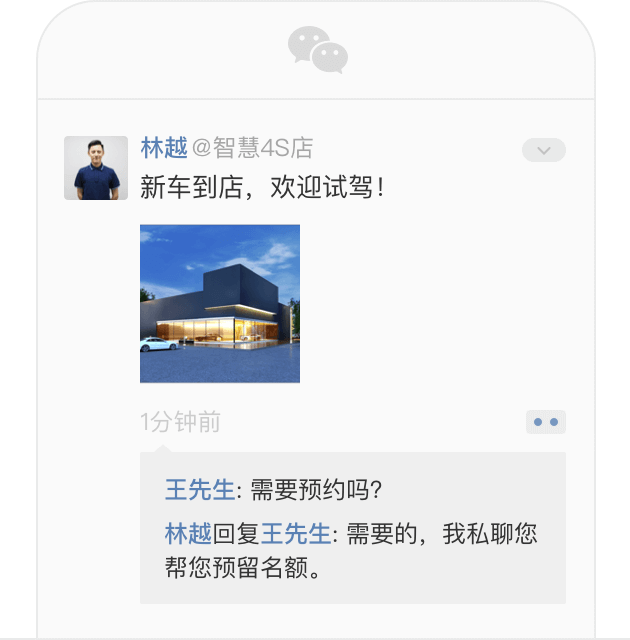 林越@智慧4S店
新车到店，欢迎试驾！
1分钟前
王先生: 需要预约吗？
林越回复王先生: 需要的，我私聊您
帮您预留名额。